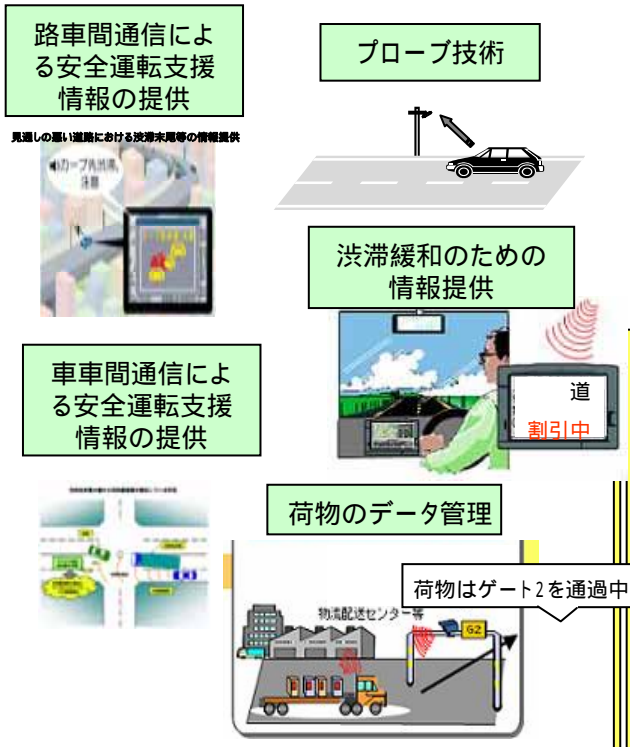 路車間通信によ
る安全運転支援
情報の提供
見通しの悪い道路における渋滞末尾等の情報提供
カーブ先渋滞、
注意
プローブ技術
渋滞緩和のための
情報提供
道
割引中
車車間通信によ
る安全運転支援
情報の提供
荷物のデータ管理
荷物はゲート2を通過中
物流配送センター等
G2